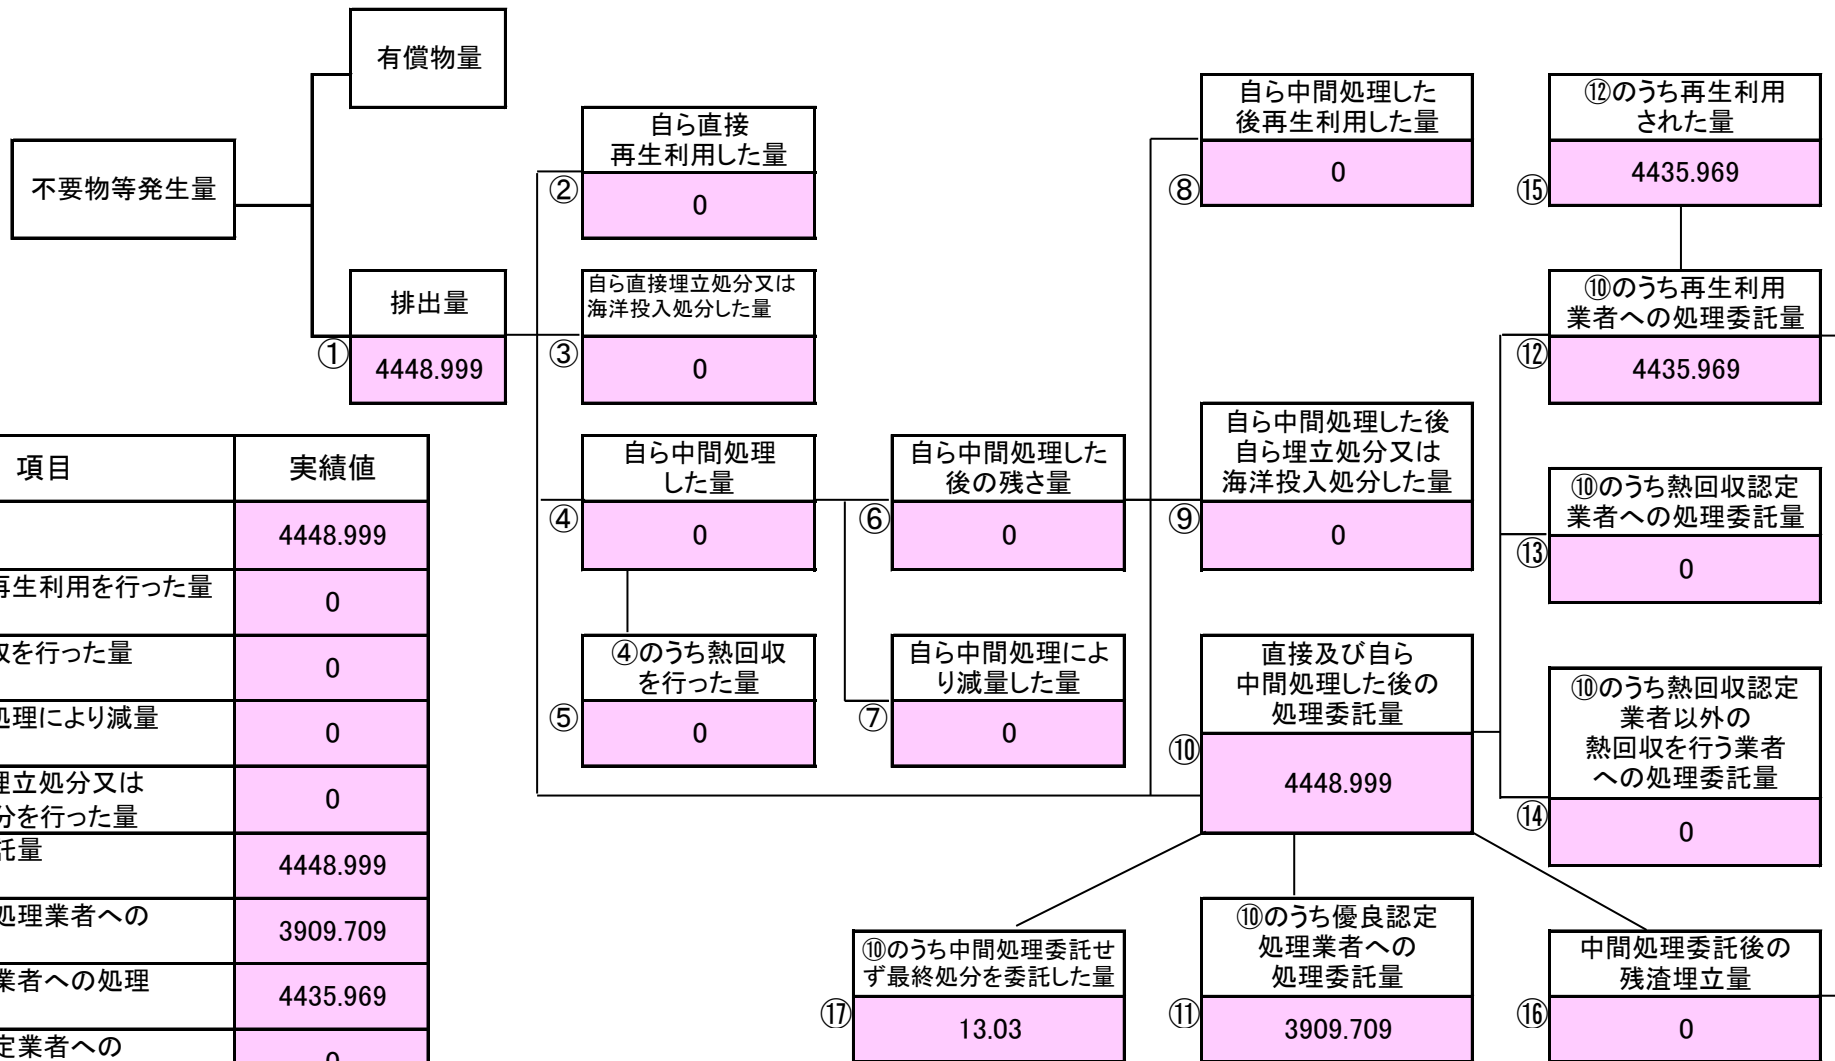 有償物量
不要物等発生量
排出量
①
4448.999
自ら直接
再生利用した量
②
0
自ら直接埋立処分又は
海洋投入処分した量
③
0
自ら中間処理
した量
④
0
④のうち熱回収
を行った量
⑤
0
自ら中間処理した
後の残さ量
⑥
0
自ら中間処理によ
り減量した量
⑦
0
自ら中間処理した
後再生利用した量
⑧
0
自ら中間処理した後
自ら埋立処分又は
海洋投入処分した量
⑨
0
直接及び自ら
中間処理した後の
処理委託量
⑩
4448.999
⑫のうち再生利用
された量
⑮
4435.969
⑩のうち再生利用
業者への処理委託量
⑫
4435.969
⑩のうち熱回収認定
業者への処理委託量
⑬
0
⑩のうち熱回収認定
業者以外の
熱回収を行う業者
への処理委託量
⑭
0
⑩のうち中間処理委託せ
ず最終処分を委託した量
⑰
13.03
⑩のうち優良認定
処理業者への
処理委託量
⑪
3909.709
中間処理委託後の
残渣埋立量
⑯
0
項目 実績値
4448.999
再生利用を行った量
0
を行った量
0
処理により減量
0
埋立処分又は
分を行った量
0
託量
4448.999
処理業者への
3909.709
業者への処理
4435.969
定業者への
0